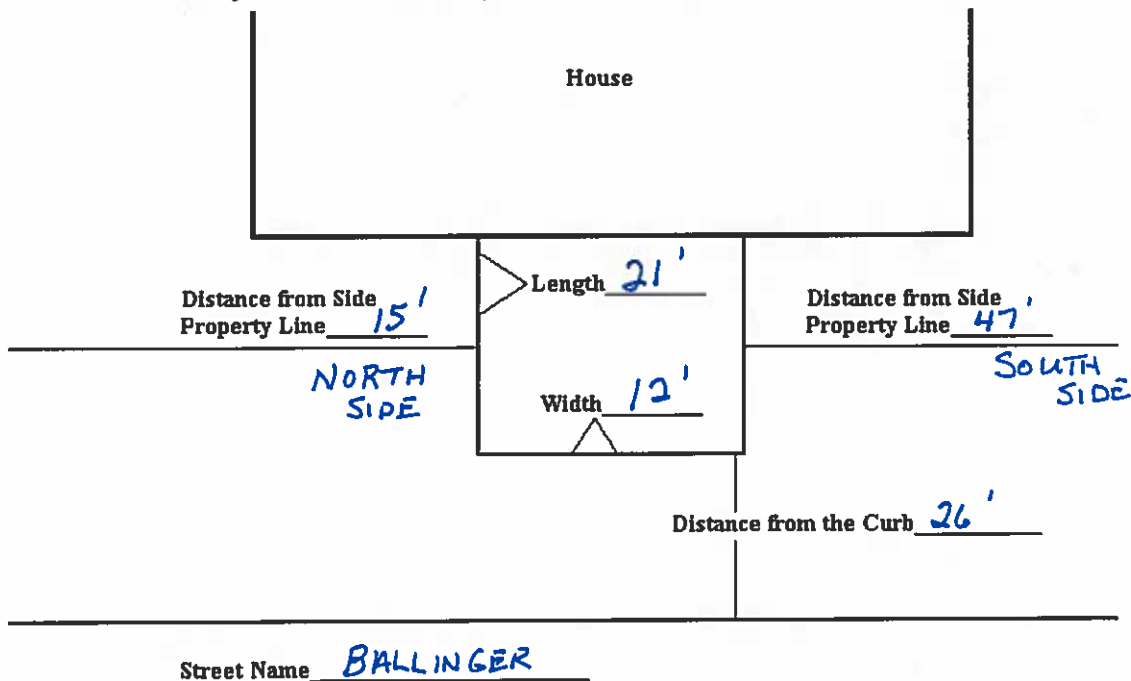 House
Length 21'
Distance from Side
Property Line 15'
Distance from Side
Property Line 47'
NORTH
SIDE
SOUTH
SIDE
Width 12'
Distance from the Curb 26'
Street Name BALLINGER